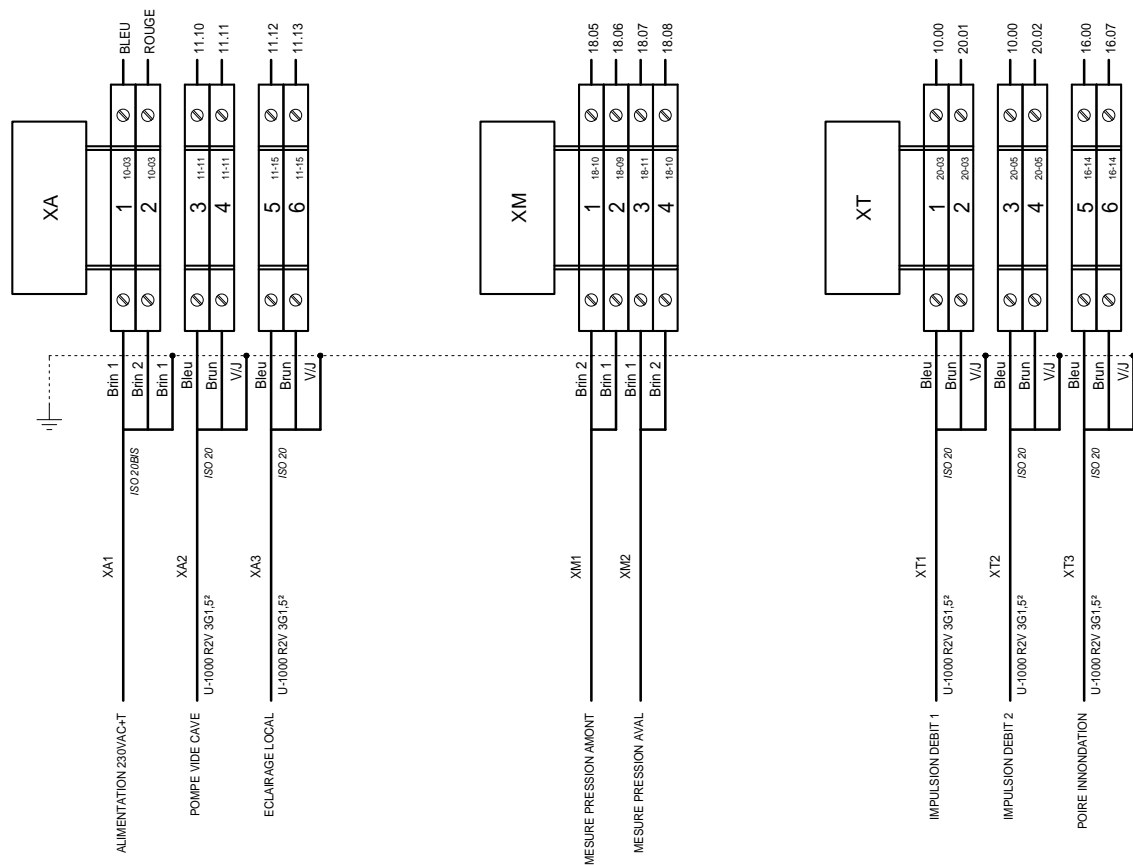 BLEU
ROUGE
11.10
11.11
11.12
11.13
18.05
18.06
18.07
18.08
10.00
20.01
10.00
20.02
16.00
16.07
XA
1
10-03
2
10-03
3
11-11
4
11-11
5
11-15
6
11-15
XM
1
18-10
2
18-09
3
18-11
4
18-10
XT
1
20-03
2
20-03
3
20-05
4
20-05
5
16-14
6
16-14
Brin 1
Brin 2
Brin 1
Bleu
Brun
V/J
Bleu
Brun
V/J
Brin 2
Brin 1
Brin 1
Brin 2
Bleu
Brun
V/J
Bleu
Brun
V/J
Bleu
Brun
V/J
ISO 20BIS
ISO 20
ISO 20
ISO 20
ISO 20
ISO 20
XA1
XA2
XA3
XM1
XM2
XT1
XT2
XT3
U-1000 R2V 3G1,5²
U-1000 R2V 3G1,5²
U-1000 R2V 3G1,5²
U-1000 R2V 3G1,5²
U-1000 R2V 3G1,5²
ALIMENTATION 230VAC+T
POMPE VIDE CAVE
ECLAIRAGE LOCAL
MESURE PRESSION AMONT
MESURE PRESSION AVAL
IMPULSION DEBIT 1
IMPULSION DEBIT 2
POIRE INNONDATION